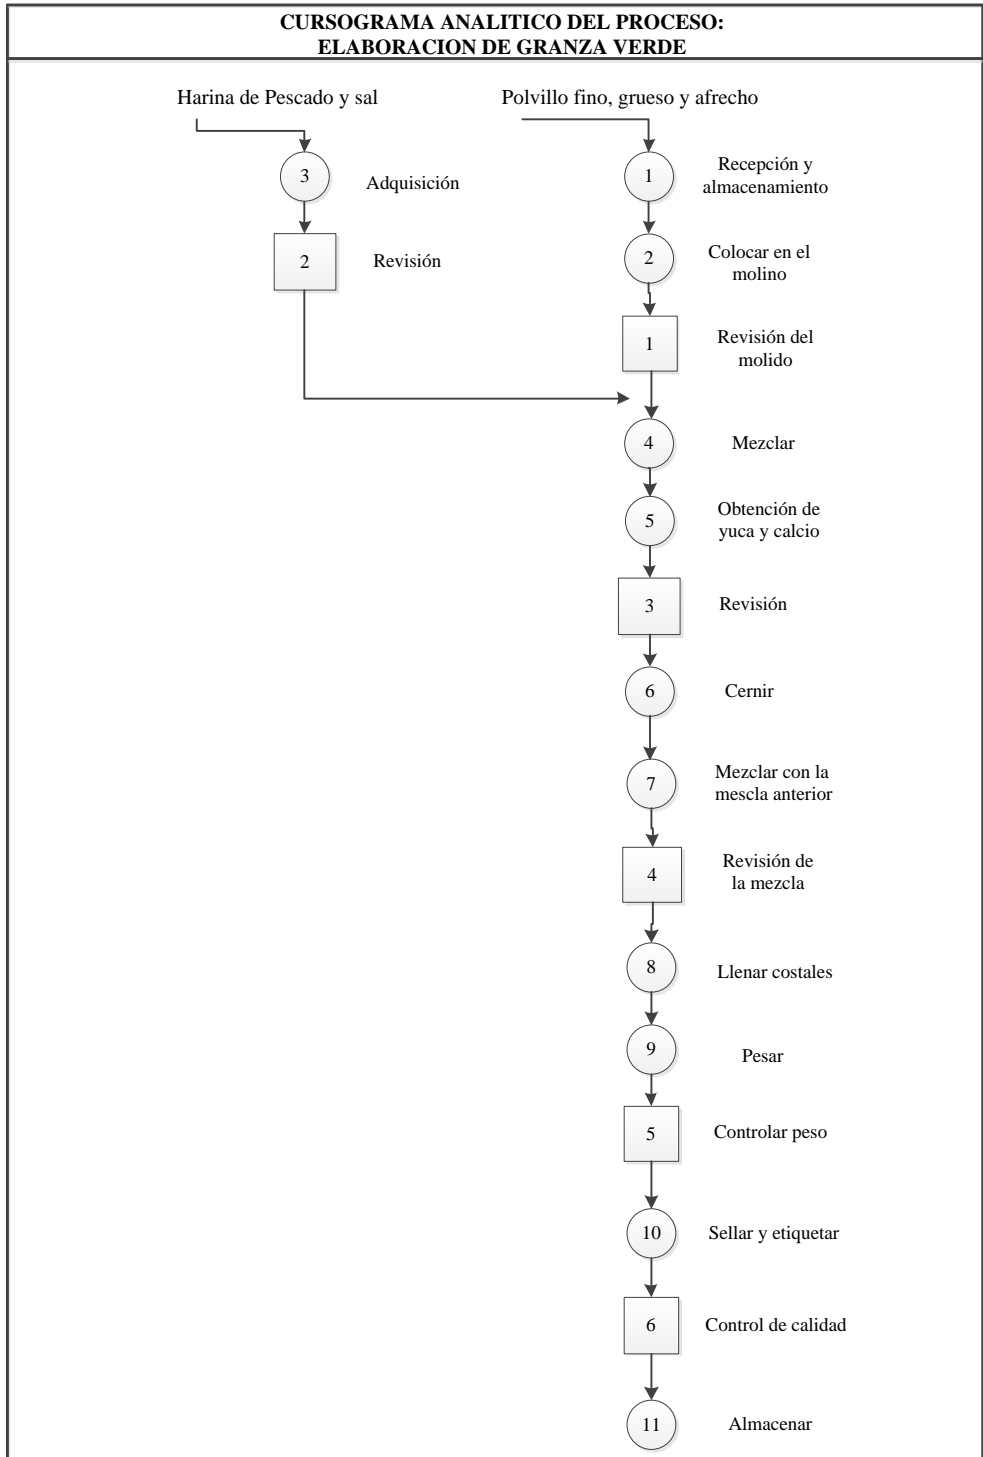 CURSOGRAMA ANALITICO DEL PROCESO:
ELABORACION DE GRANZA VERDE
Harina de Pescado y sal
Polvillo fino, grueso y afrecho
3
Adquisición
1
Recepción y
almacenamiento
2
Revisión
2
Colocar en el
molino
1
Revisión del
molido
4
Mezclar
5
Obtención de
yuca y calcio
3
Revisión
6
Cernir
7
Mezclar con la
mescla anterior
4
Revisión de
la mezcla
8
Llenar costales
9
Pesar
5
Controlar peso
10
Sellar y etiquetar
6
Control de calidad
11
Almacenar